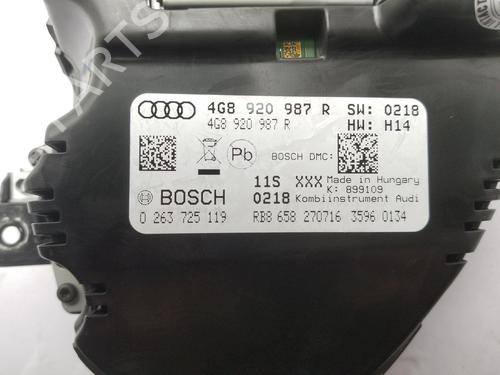 4G8 920 987 R SW: 0218
4G8 920 987 R HW: H14
Pb BOSCH DMC:
11S XXX Made in Hungary
K: 899109
BOSCH 0218 Kombiinstrument Audi
0 263 725 119 RB8 658 270716 3596 0134
PARTS